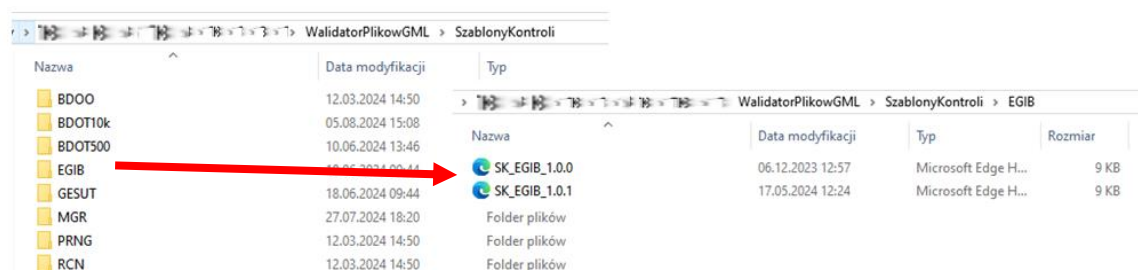 WalidatorPlikowGML > SzablonyKontroli
Nazwa Data modyfikacji Typ
BDOO 12.03.2024 14:50
BDOT10k 05.08.2024 15:08
BDOT500 10.06.2024 13:46
EGIB
GESUT 18.06.2024 09:44
MGR 27.07.2024 18:20
PRNG 12.03.2024 14:50
RCN 12.03.2024 14:50
WalidatorPlikowGML > SzablonyKontroli > EGIB
Nazwa Data modyfikacji Typ Rozmiar
SK_EGIB_1.0.0 06.12.2023 12:57 Microsoft Edge H... 9 KB
SK_EGIB_1.0.1 17.05.2024 12:24 Microsoft Edge H... 9 KB
Folder plików
Folder plików
Folder plików